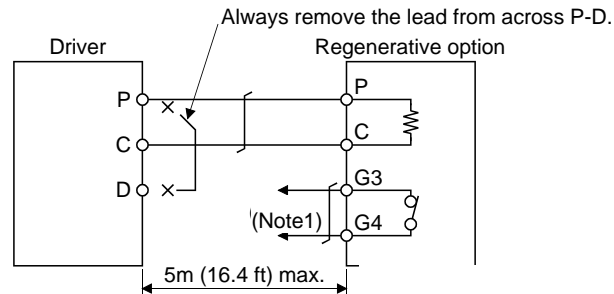 Always remove the lead from across P-D.
Driver
Regenerative option
P
P
C
C
D
G3
(Note1)
G4
5m (16.4 ft) max.